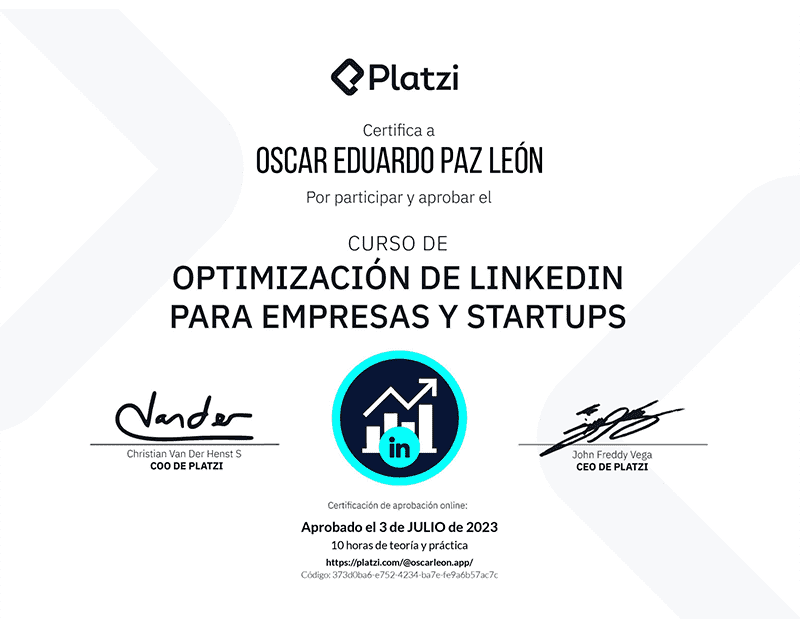 Platzi
Certifica a
OSCAR EDUARDO PAZ LEÓN
Por participar y aprobar el
CURSO DE
OPTIMIZACIÓN DE LINKEDIN
PARA EMPRESAS Y STARTUPS
Vander
in
Christian Van Der Henst S
COO DE PLATZI
John Freddy Vega
CEO DE PLATZI
Certificación de aprobación online:
Aprobado el 3 de JULIO de 2023
10 horas de teoría y práctica
https://platzi.com/@oscarleon.app/
Código: 373d0ba6-e752-4234-ba7e-fe9a6b57ac7c